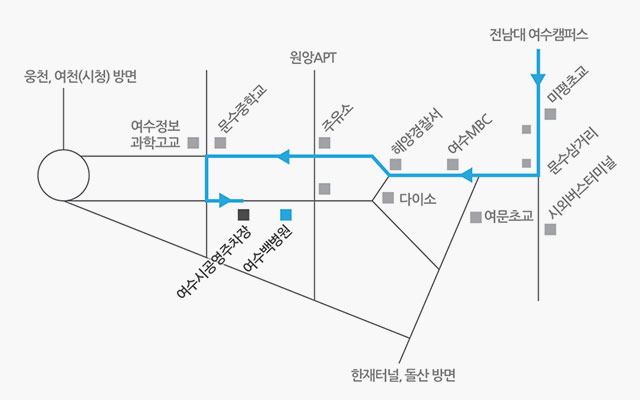 전남대 여수캠퍼스
원앙APT
웅천, 여천(시청) 방면
미평초교
여수정보
과학고교
문수중학교
주유소
해양경찰서
여수MBC
문수삼거리
다이소
여문초교
시외버스터미널
여수시공영주차장
여수백병원
한재터널, 돌산 방면